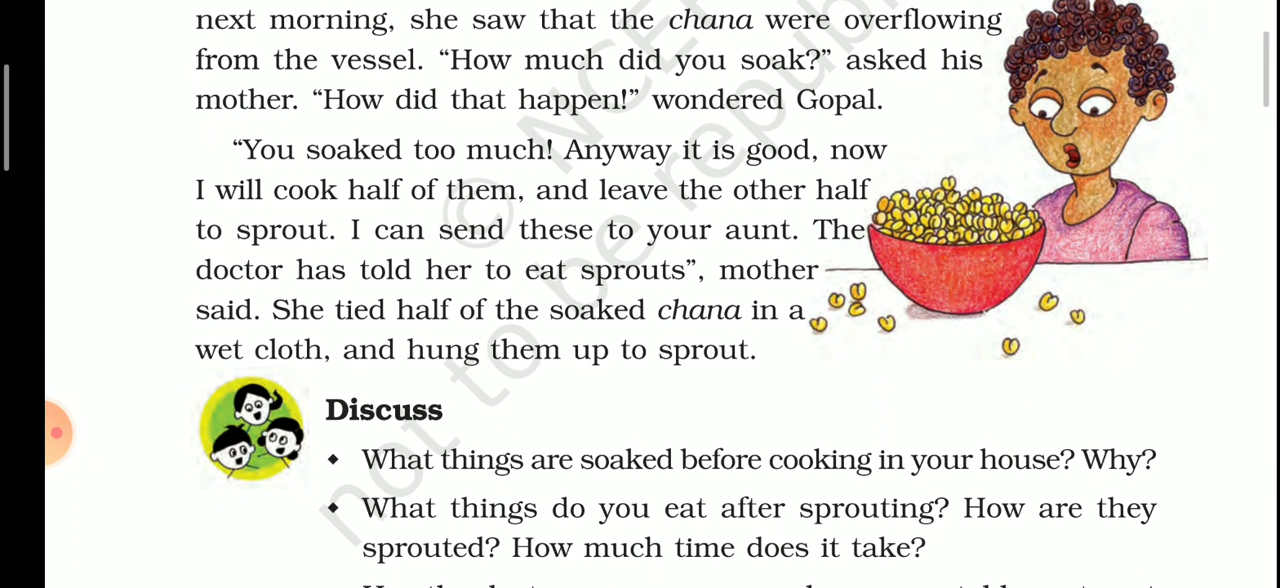 next morning, she saw that the chana were overflowing
from the vessel. “How much did you soak?” asked his
mother. “How did that happen!” wondered Gopal.
“You soaked too much! Anyway it is good, now
I will cook half of them, and leave the other half
to sprout. I can send these to your aunt. The
doctor has told her to eat sprouts”, mother
said. She tied half of the soaked chana in a
wet cloth, and hung them up to sprout.
Discuss
◆ What things are soaked before cooking in your house? Why?
◆ What things do you eat after sprouting? How are they
sprouted? How much time does it take?
© NCE
not to be republ